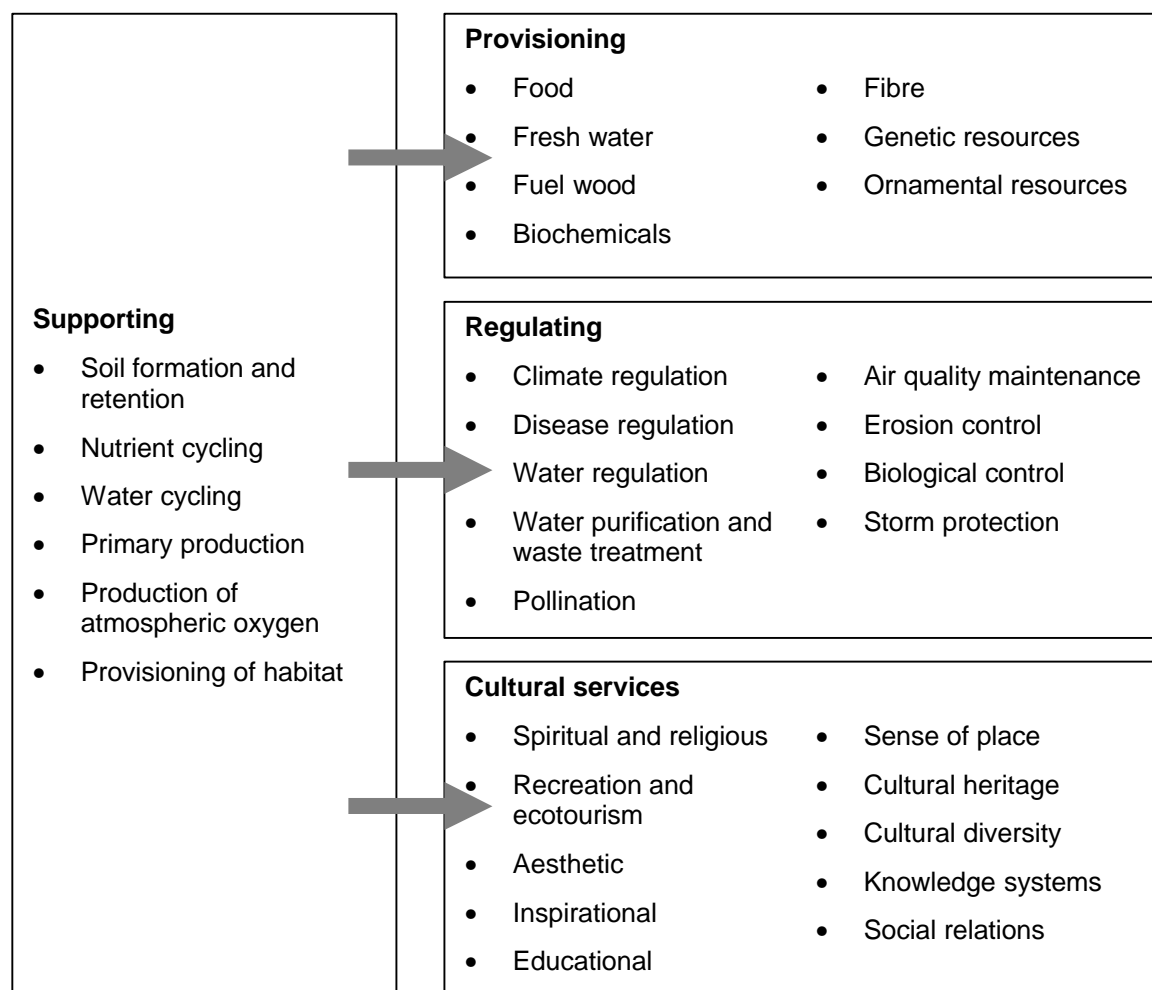 Supporting
• Soil formation and
retention
• Nutrient cycling
• Water cycling
• Primary production
• Production of
atmospheric oxygen
• Provisioning of habitat
Provisioning
• Food
• Fresh water
• Fuel wood
• Biochemicals
• Fibre
• Genetic resources
• Ornamental resources
Regulating
• Climate regulation
• Disease regulation
Water regulation
• Water purification and
waste treatment
• Pollination
• Air quality maintenance
• Erosion control
• Biological control
• Storm protection
Cultural services
• Spiritual and religious
• Recreation and
ecotourism
• Aesthetic
• Inspirational
• Educational
• Sense of place
• Cultural heritage
• Cultural diversity
• Knowledge systems
• Social relations